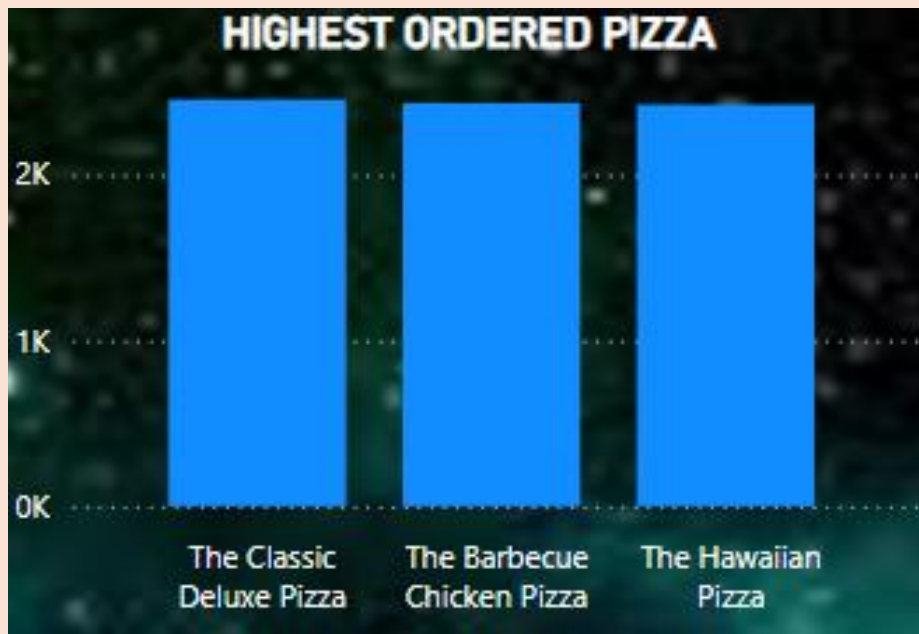 HIGHEST ORDERED PIZZA
2K
1K
0K
The Classic
Deluxe Pizza
The Barbecue
Chicken Pizza
The Hawaiian
Pizza